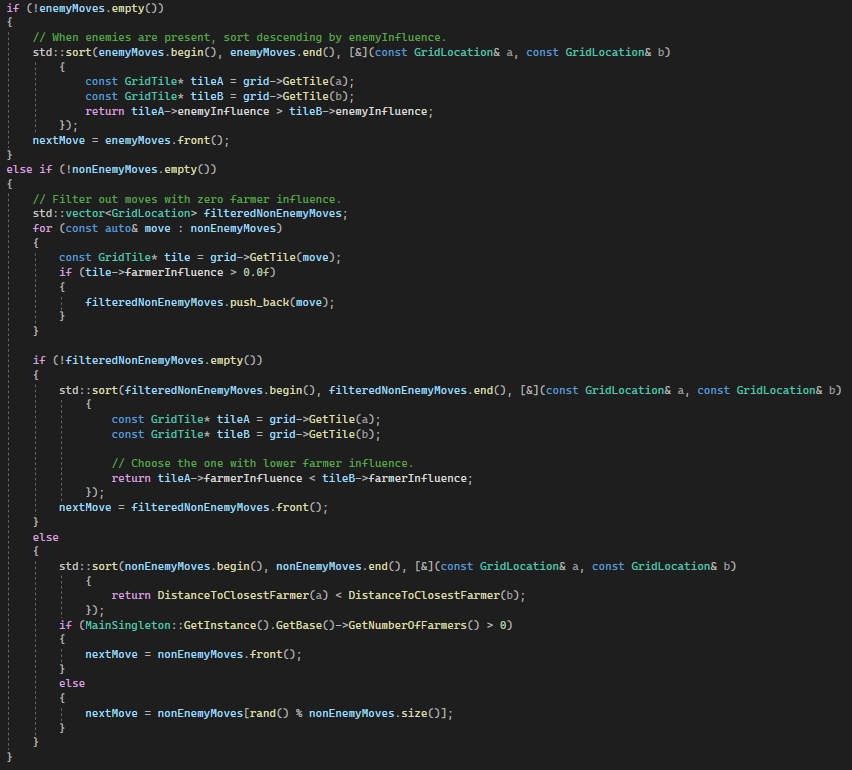 if (!enemyMoves.empty())
{
    // When enemies are present, sort descending by enemyInfluence.
    std::sort(enemyMoves.begin(), enemyMoves.end(), [&](const GridLocation& a, const GridLocation& b)
        {
            const GridTile* tileA = grid->GetTile(a);
            const GridTile* tileB = grid->GetTile(b);
            return tileA->enemyInfluence > tileB->enemyInfluence;
        });
    nextMove = enemyMoves.front();
}
else if (!nonEnemyMoves.empty())
{
    // Filter out moves with zero farmer influence.
    std::vector<GridLocation> filteredNonEnemyMoves;
    for (const auto& move : nonEnemyMoves)
    {
        const GridTile* tile = grid->GetTile(move);
        if (tile->farmerInfluence > 0.0f)
        {
            filteredNonEnemyMoves.push_back(move);
        }
    }

    if (!filteredNonEnemyMoves.empty())
    {
        std::sort(filteredNonEnemyMoves.begin(), filteredNonEnemyMoves.end(), [&](const GridLocation& a, const GridLocation& b)
            {
                const GridTile* tileA = grid->GetTile(a);
                const GridTile* tileB = grid->GetTile(b);

                // Choose the one with lower farmer influence.
                return tileA->farmerInfluence < tileB->farmerInfluence;
            });
        nextMove = filteredNonEnemyMoves.front();
    }
    else
    {
        std::sort(nonEnemyMoves.begin(), nonEnemyMoves.end(), [&](const GridLocation& a, const GridLocation& b)
            {
                return DistanceToClosestFarmer(a) < DistanceToClosestFarmer(b);
            });
        if (MainSingleton::GetInstance().GetBase()->GetNumberOfFarmers() > 0)
        {
            nextMove = nonEnemyMoves.front();
        }
        else
        {
            nextMove = nonEnemyMoves[rand() % nonEnemyMoves.size()];
        }
    }
}